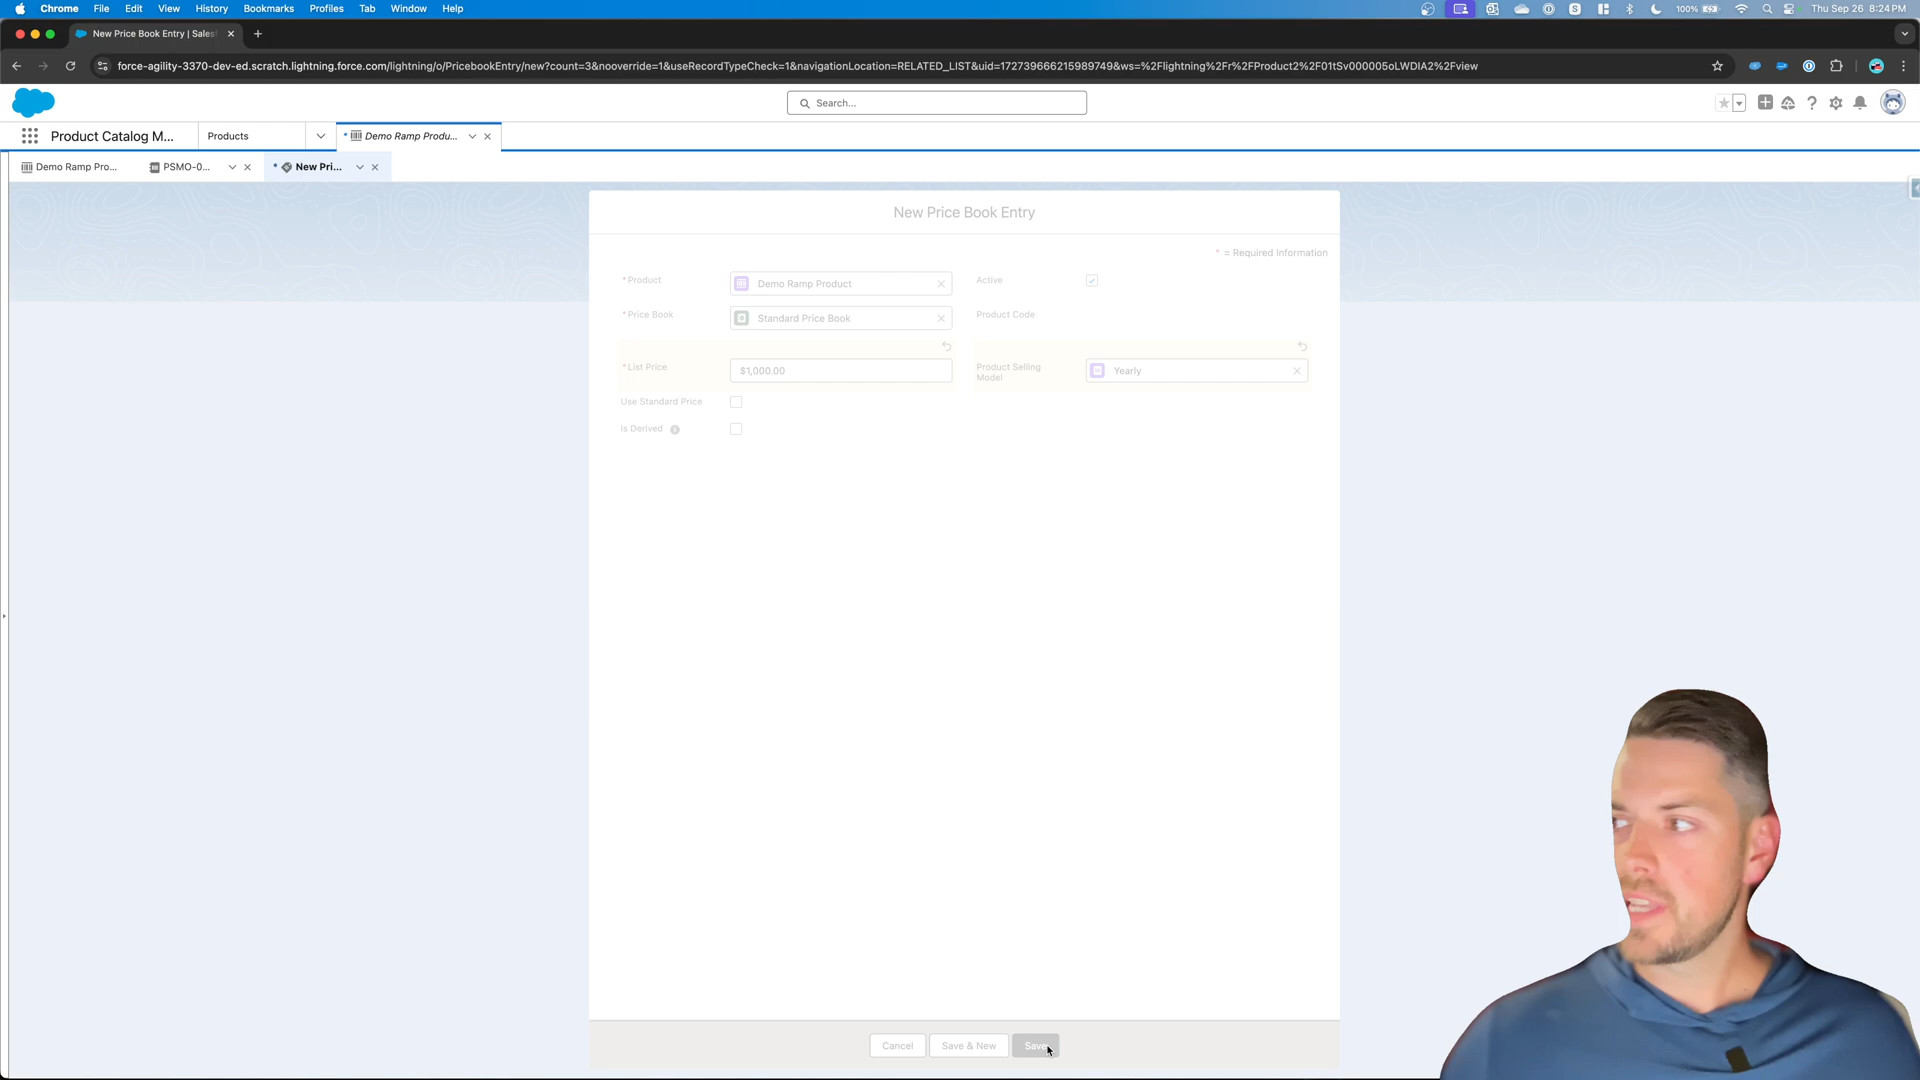 Chrome File Edit View History Bookmarks Profiles Tab Window Help
100% Thu Sep 26 8:24 PM
New Price Book Entry | Sales
force-agility-3370-dev-ed.scratch.lightning.force.com/lightning/o/PricebookEntry/new?count=3&nooverride=1&useRecordTypeCheck=1&navigationLocation=RELATED_LIST&uid=172739666215989749&ws=%2Flightning%2Fr%2FProduct2%2F01tSv000005oLWDIA2%2Fview
Search...
Product Catalog M... Products * Demo Ramp Produ...
Demo Ramp Pro... PSMO-0... * New Pri...
New Price Book Entry
* = Required Information
*Product Demo Ramp Product Active
*Price Book Standard Price Book Product Code
*List Price $1,000.00 Product Selling Model Yearly
Use Standard Price
Is Derived
Cancel Save & New Save